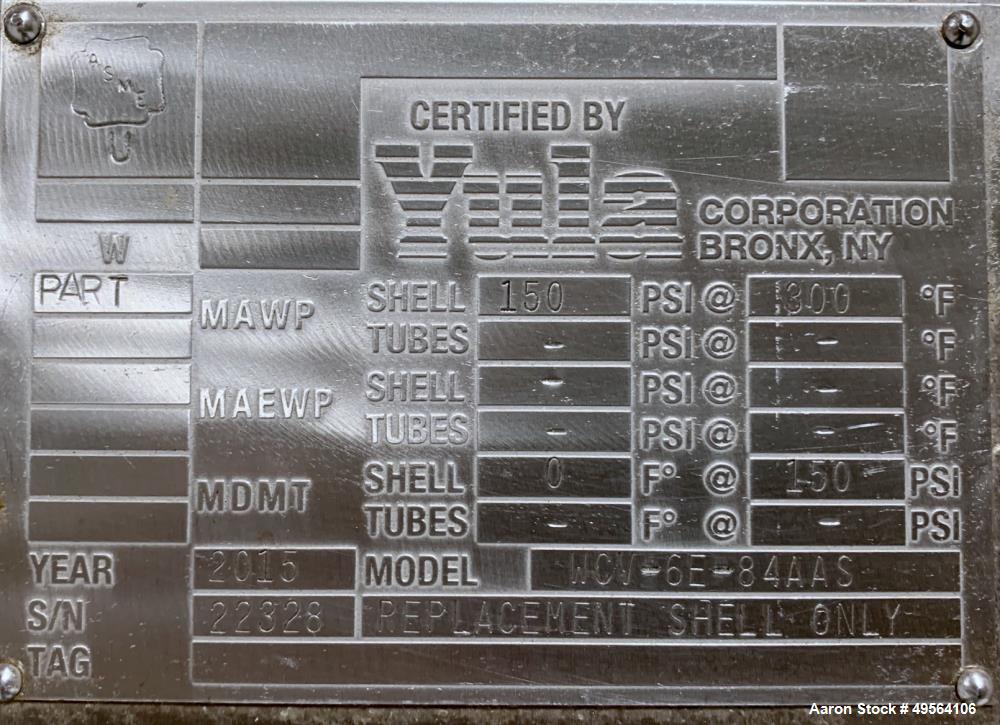 ASME
U
CERTIFIED BY
Yula
CORPORATION
BRONX, NY
W
PART
MAWP SHELL 150 PSI @ 300 °F
TUBES - PSI @ - °F
MAEWP SHELL - PSI @ - °F
TUBES - PSI @ - °F
MDMT SHELL 0 F° @ 150 PSI
TUBES - F° @ - PSI
YEAR 2015 MODEL WCV-6E-84AAS
S/N 22328 REPLACEMENT SHELL ONLY
TAG
Aaron Stock # 49564106